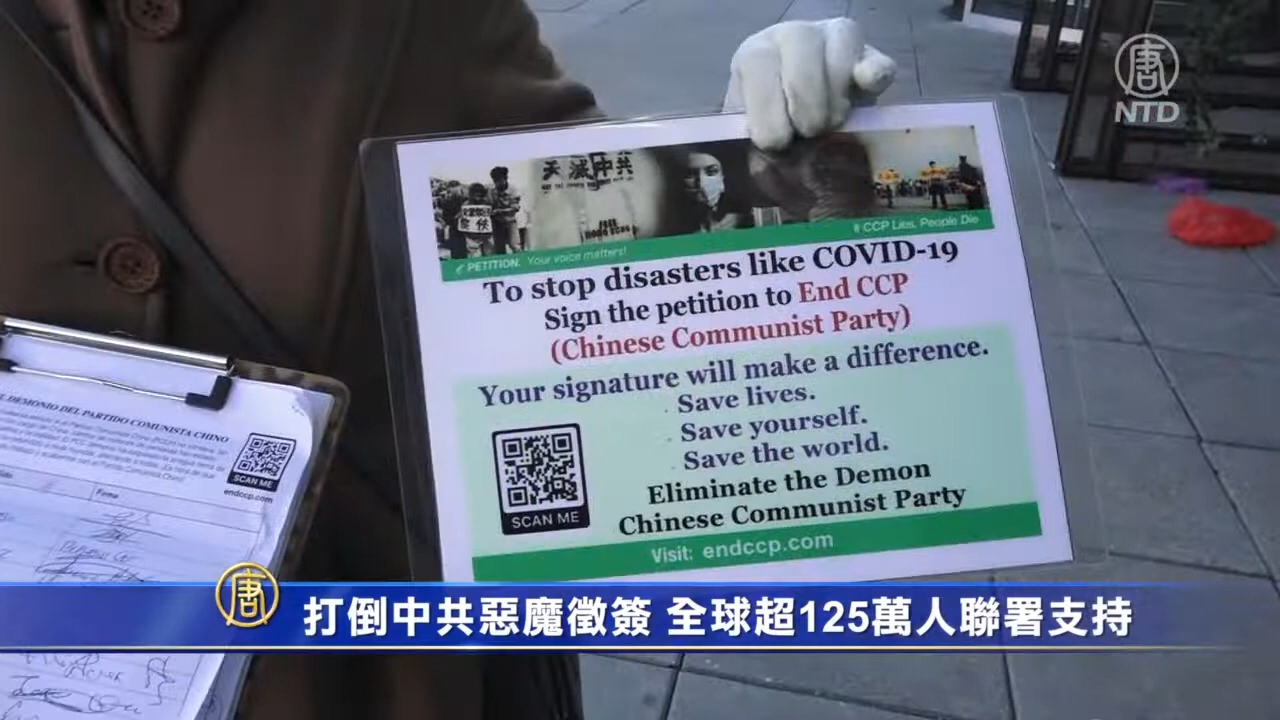 唐
NTD
天滅中共
✓ PETITION: Your voice matters!
# CCP Lies, People Die
To stop disasters like COVID-19
Sign the petition to End CCP
(Chinese Communist Party)
Your signature will make a difference.
Save lives.
Save yourself.
Save the world.
Eliminate the Demon
Chinese Communist Party
SCAN ME
Visit: endccp.com
DEMONIO DEL PARTIDO COMUNISTA CHINO
SCAN ME
endccp.com
Firma
唐
打倒中共惡魔徵簽 全球超125萬人聯署支持